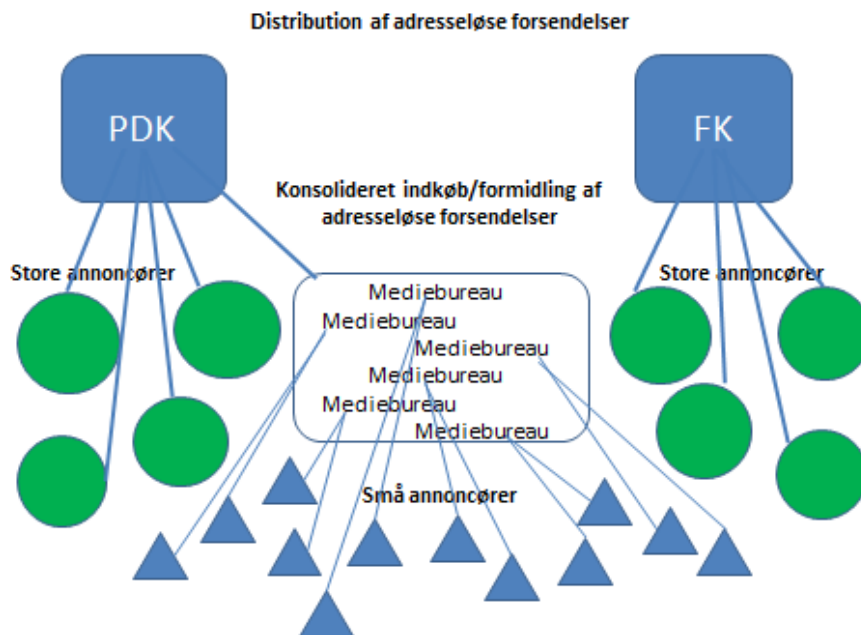 Distribution af adresseløse forsendelser
PDK
FK
Konsolideret indkøb/formidling af
adresseløse forsendelser
Store annoncører
Store annoncører
Mediebureau
Mediebureau
Mediebureau
Mediebureau
Mediebureau
Mediebureau
Små annoncører